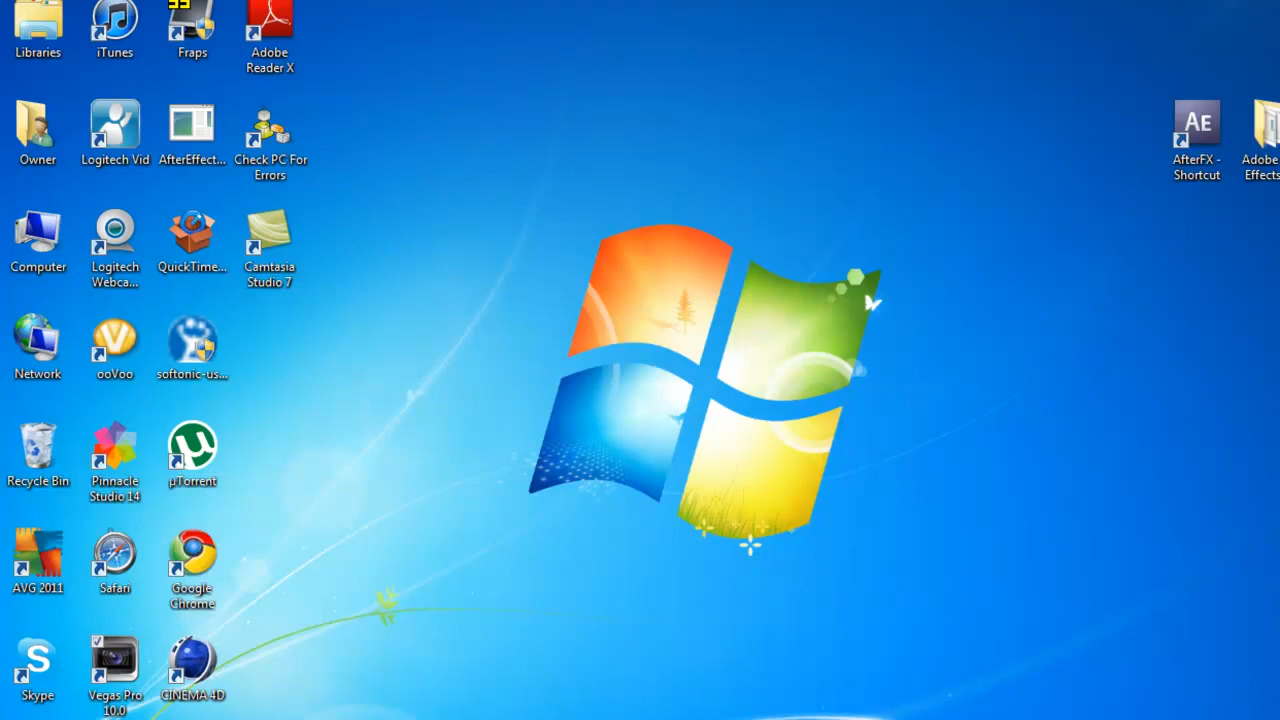 33
Libraries
iTunes
Fraps
Adobe
Reader X
Owner
Logitech Vid
AfterEffect...
Check PC For
Errors
AE
AfterFX -
Shortcut
Adobe
Effects
Computer
Logitech
Webca...
QuickTime...
Camtasia
Studio 7
Network
V
ooVoo
softonic-us...
Recycle Bin
Pinnacle
Studio 14
µ
µTorrent
AVG 2011
Safari
Google
Chrome
S
Skype
Vegas Pro
10.0
CINEMA 4D